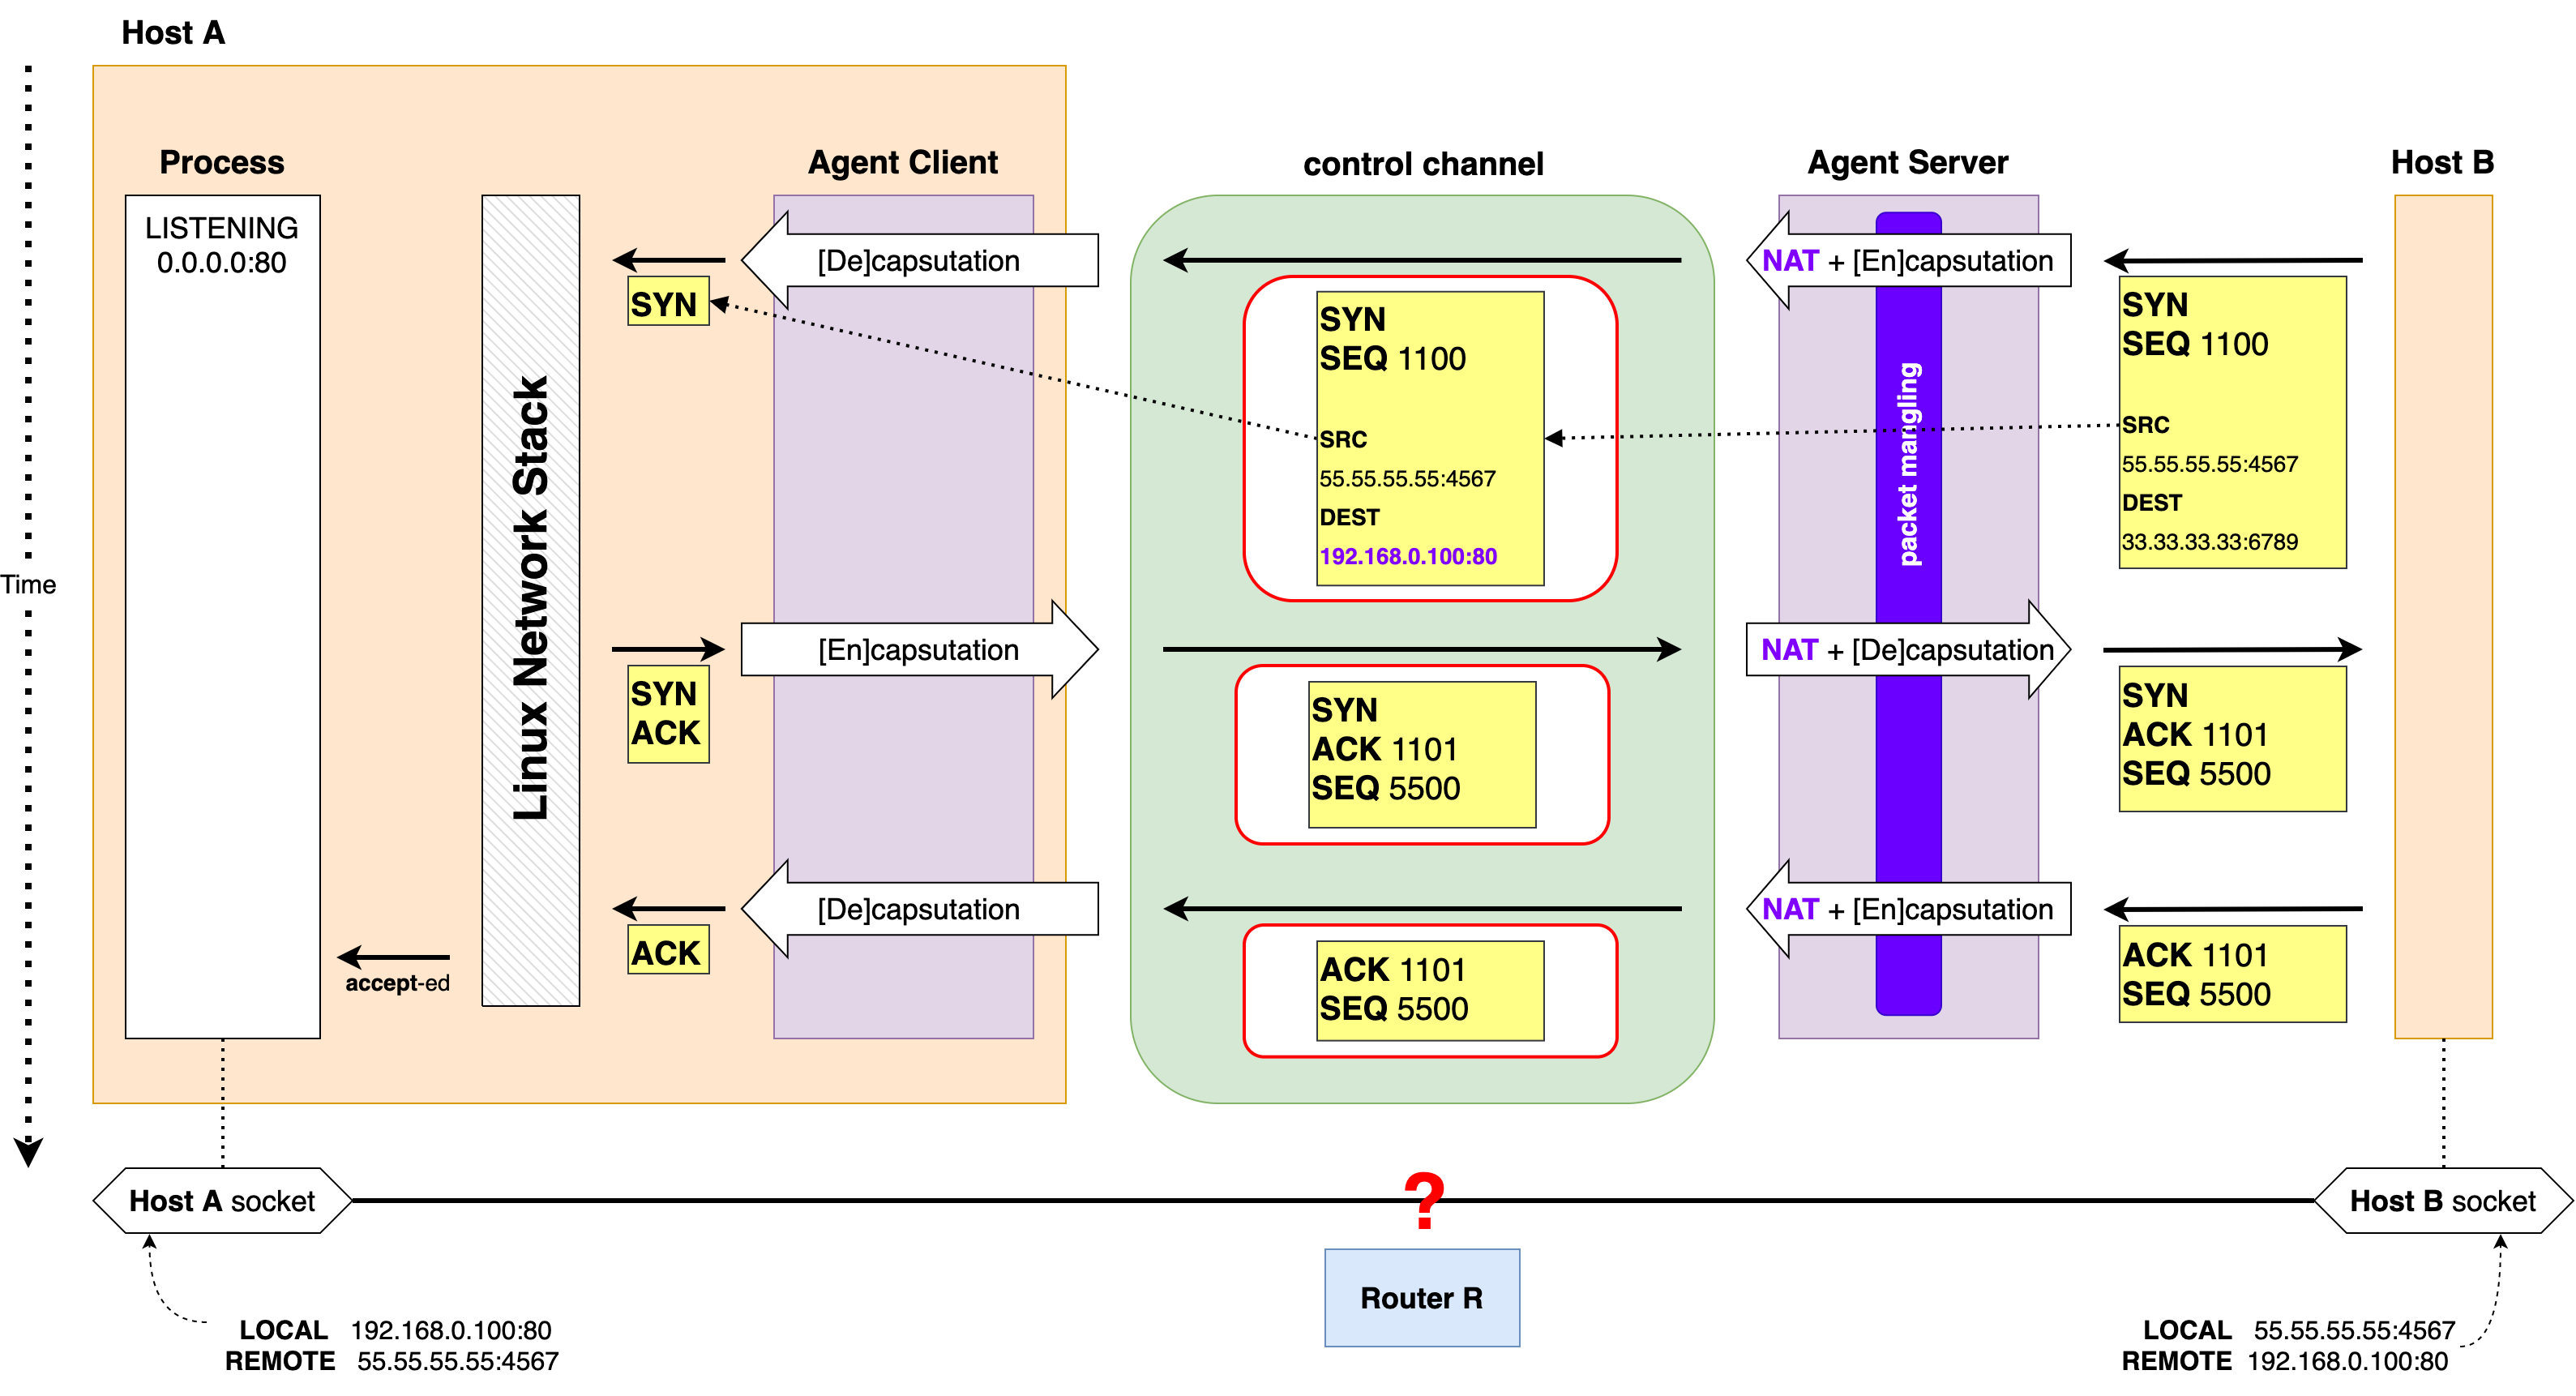 Host A
Process
Agent Client
control channel
Agent Server
Host B
LISTENING
0.0.0.0:80
Linux Network Stack
Time
[De]capsutation
SYN
SYN
SEQ 1100
SRC
55.55.55.55:4567
DEST
192.168.0.100:80
NAT + [En]capsutation
packet mangling
SYN
SEQ 1100
SRC
55.55.55.55:4567
DEST
33.33.33.33:6789
SYN
ACK
[En]capsutation
SYN
ACK 1101
SEQ 5500
NAT + [De]capsutation
SYN
ACK 1101
SEQ 5500
accept-ed
ACK
[De]capsutation
ACK 1101
SEQ 5500
NAT + [En]capsutation
ACK 1101
SEQ 5500
Host A socket
?
Host B socket
Router R
LOCAL 192.168.0.100:80
REMOTE 55.55.55.55:4567
LOCAL 55.55.55.55:4567
REMOTE 192.168.0.100:80